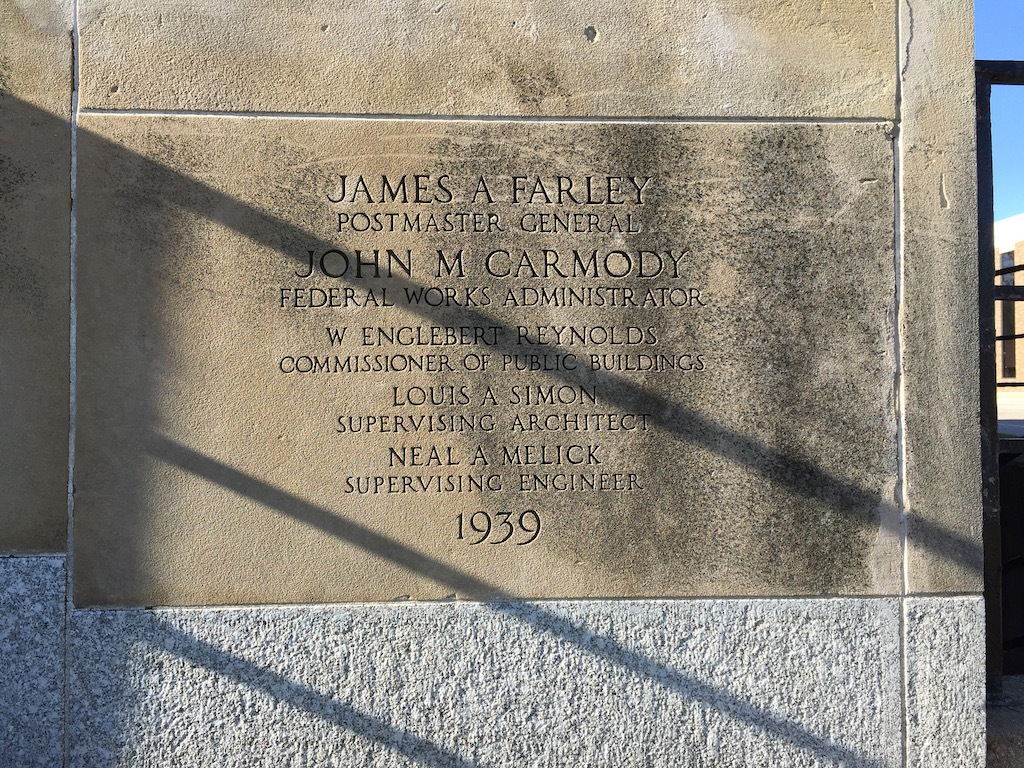 JAMES A FARLEY
POSTMASTER GENERAL
JOHN M CARMODY
FEDERAL WORKS ADMINISTRATOR
W ENGLEBERT REYNOLDS
COMMISSIONER OF PUBLIC BUILDINGS
LOUIS A SIMON
SUPERVISING ARCHITECT
NEAL A MELICK
SUPERVISING ENGINEER
1939